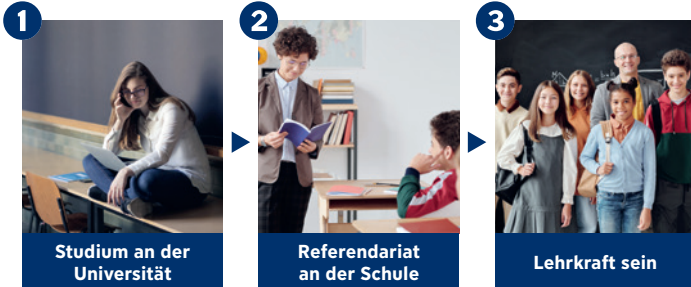 1
2
3
Studium an der
Universität
Referendariat
an der Schule
Lehrkraft sein